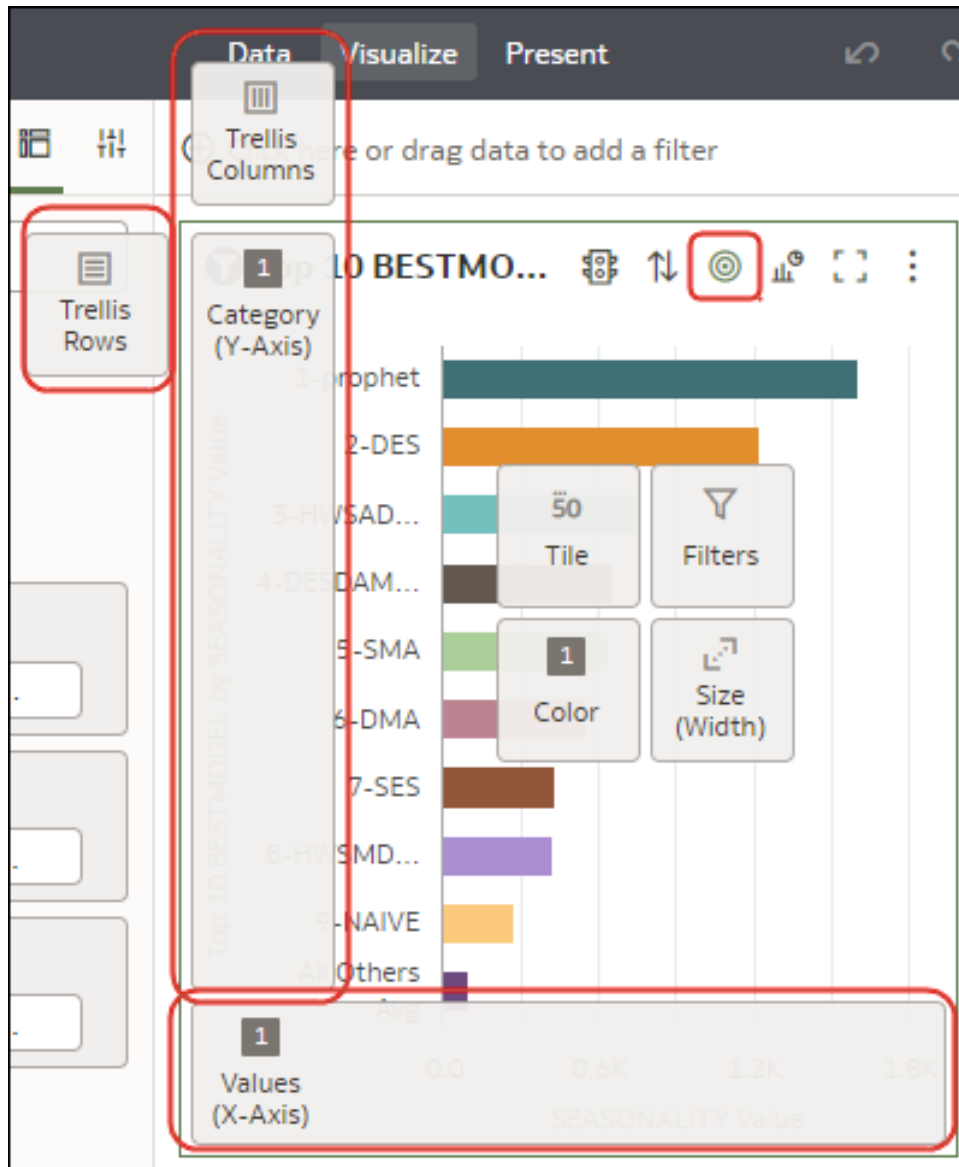 Data Visualize Present
Trellis
Columns
Click here or drag data to add a filter
Trellis
Rows
1
Category
(Y-Axis)
Top 10 BESTMO...
Top 10 BESTMODEL by SEASONALITY Value
1-prophet
2-DES
3-HWSAD...
4-DESDAM...
5-SMA
6-DMA
7-SES
8-HWSMD...
9-NAIVE
All Others
Avg
50
Tile
Filters
1
Color
Size
(Width)
0.0 0.6K 1.2K 1.8K
SEASONALITY Value
1
Values
(X-Axis)